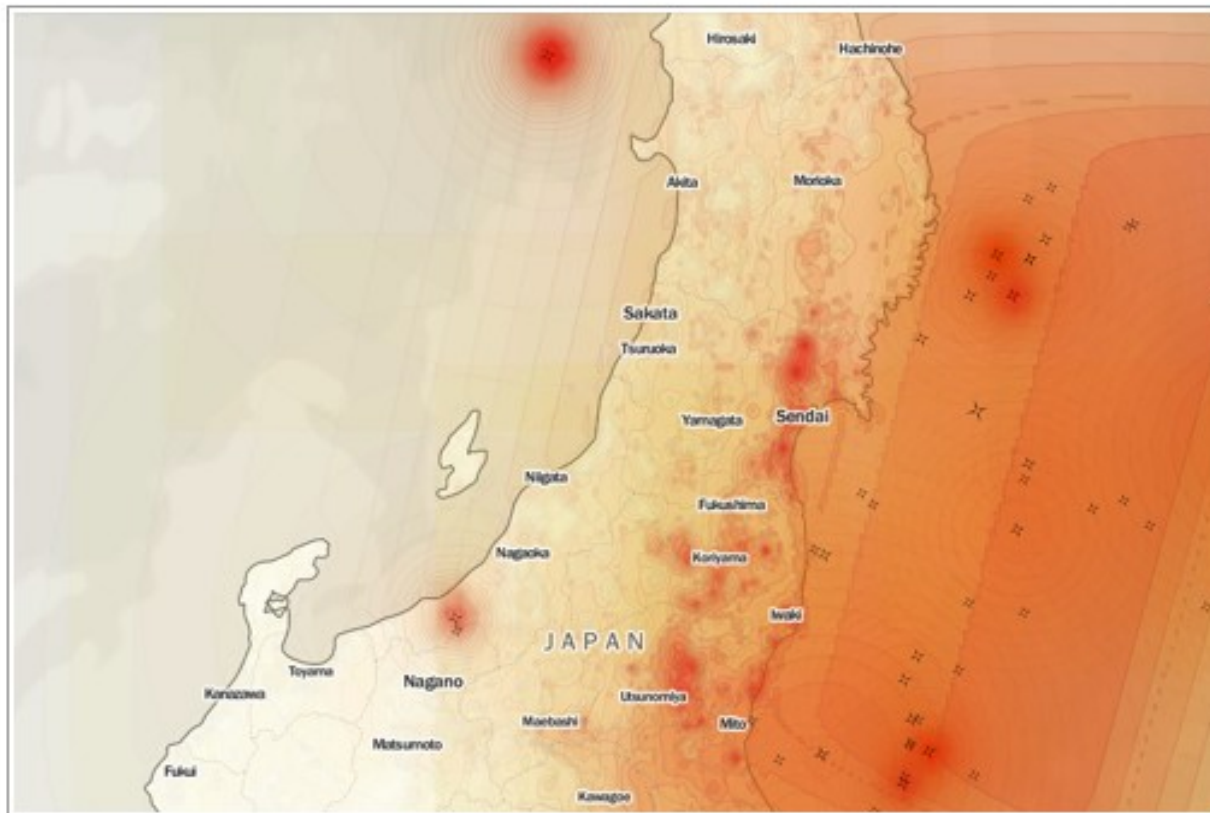 Hirosaki
Hachinohe
Akita
Morioka
Sakata
Tsuruoka
Yamagata
Sendai
Niigata
Fukushima
Nagaoka
Koriyama
Iwaki
JAPAN
Toyama
Nagano
Kanazawa
Utsunomiya
Maebashi
Mito
Matsumoto
Fukui
Kawagoe